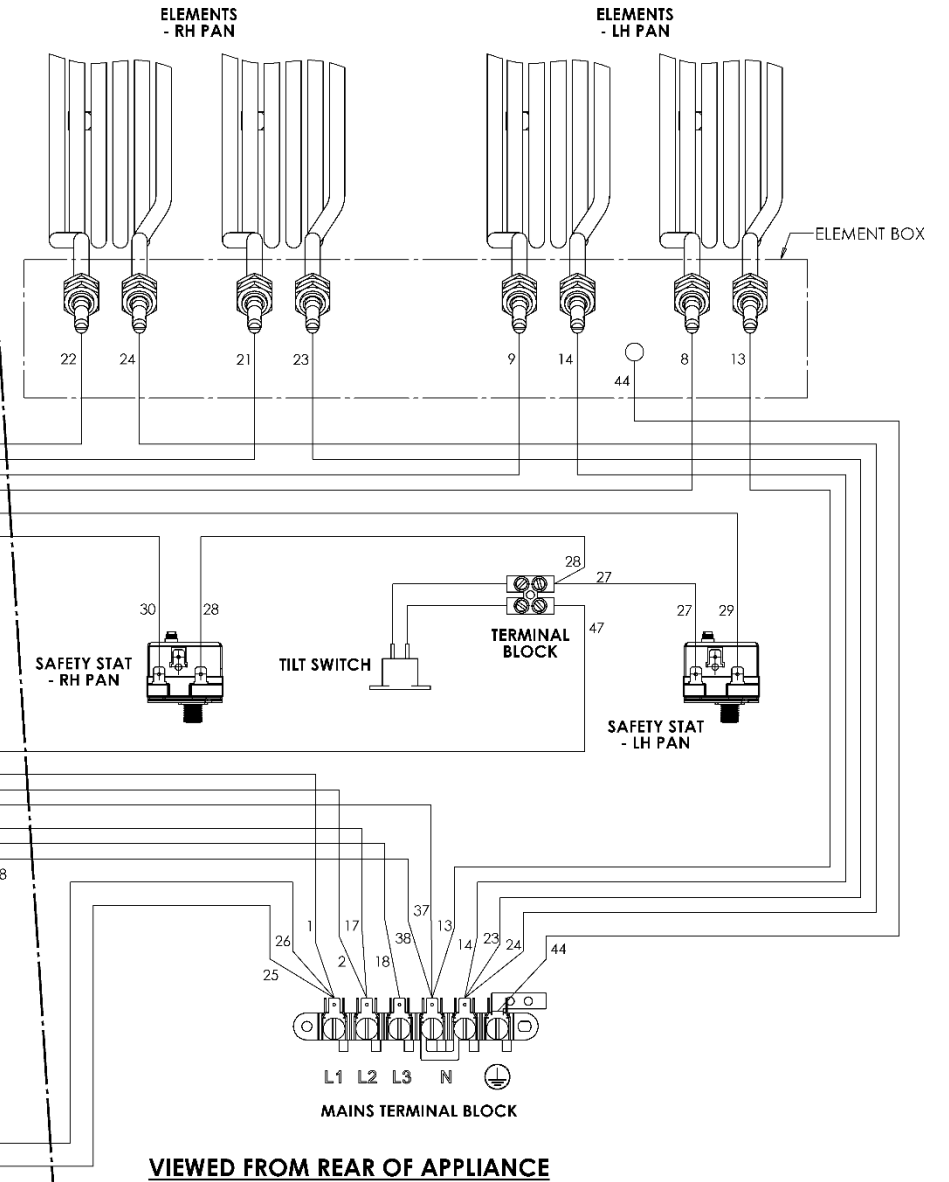 ELEMENTS
- RH PAN
ELEMENTS
- LH PAN
ELEMENT BOX
22
24
21
23
9
14
44
8
13
28
27
30
28
27
29
47
TERMINAL
BLOCK
TILT SWITCH
SAFETY STAT
- RH PAN
SAFETY STAT
- LH PAN
8
1
17
37
13
26
2
18
38
14
23
24
44
25
L1 L2 L3 N
MAINS TERMINAL BLOCK
VIEWED FROM REAR OF APPLIANCE